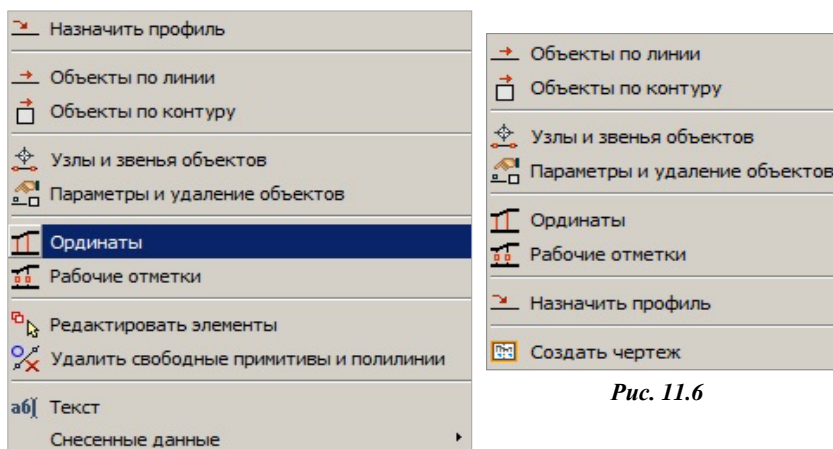 Назначить профиль
Объекты по линии
Объекты по контуру
Узлы и звенья объектов
Параметры и удаление объектов
Ординаты
Рабочие отметки
Редактировать элементы
Удалить свободные примитивы и полилинии
Текст
Снесенные данные
Объекты по линии
Объекты по контуру
Узлы и звенья объектов
Параметры и удаление объектов
Ординаты
Рабочие отметки
Назначить профиль
Создать чертеж
Рис. 11.6